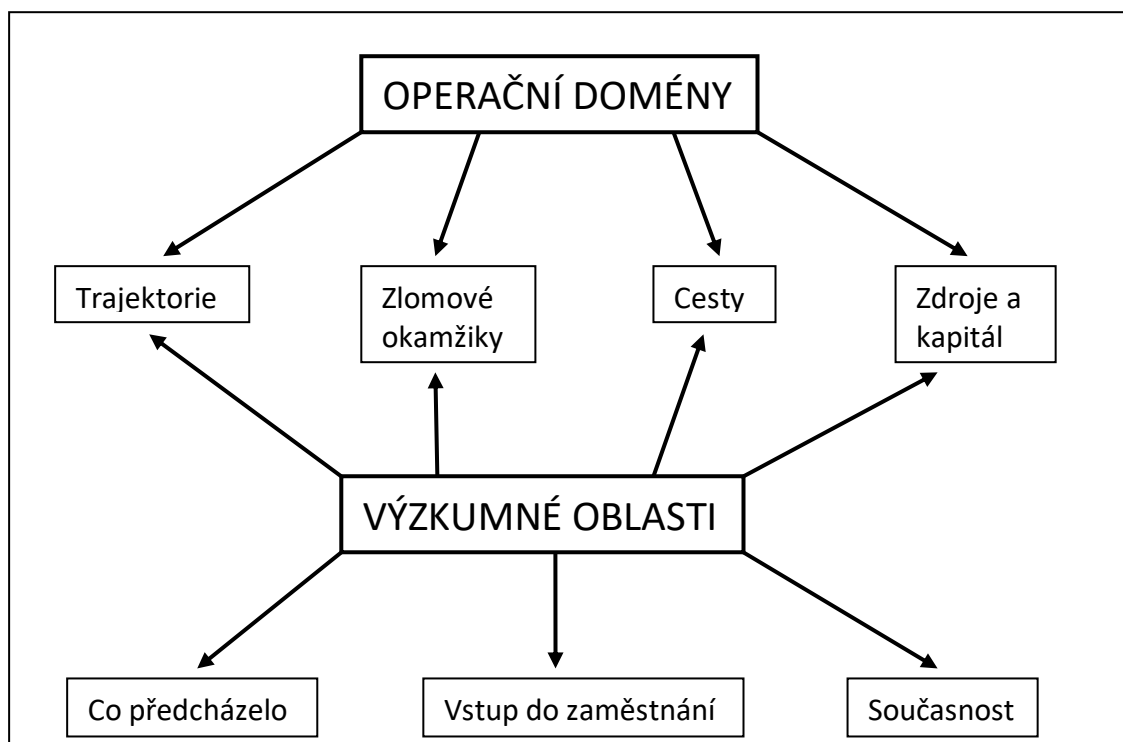 OPERAČNÍ DOMÉNY
Trajektorie
Zlomové
okamžiky
Cesty
Zdroje a
kapitál
VÝZKUMNÉ OBLASTI
Co předcházelo
Vstup do zaměstnání
Současnost